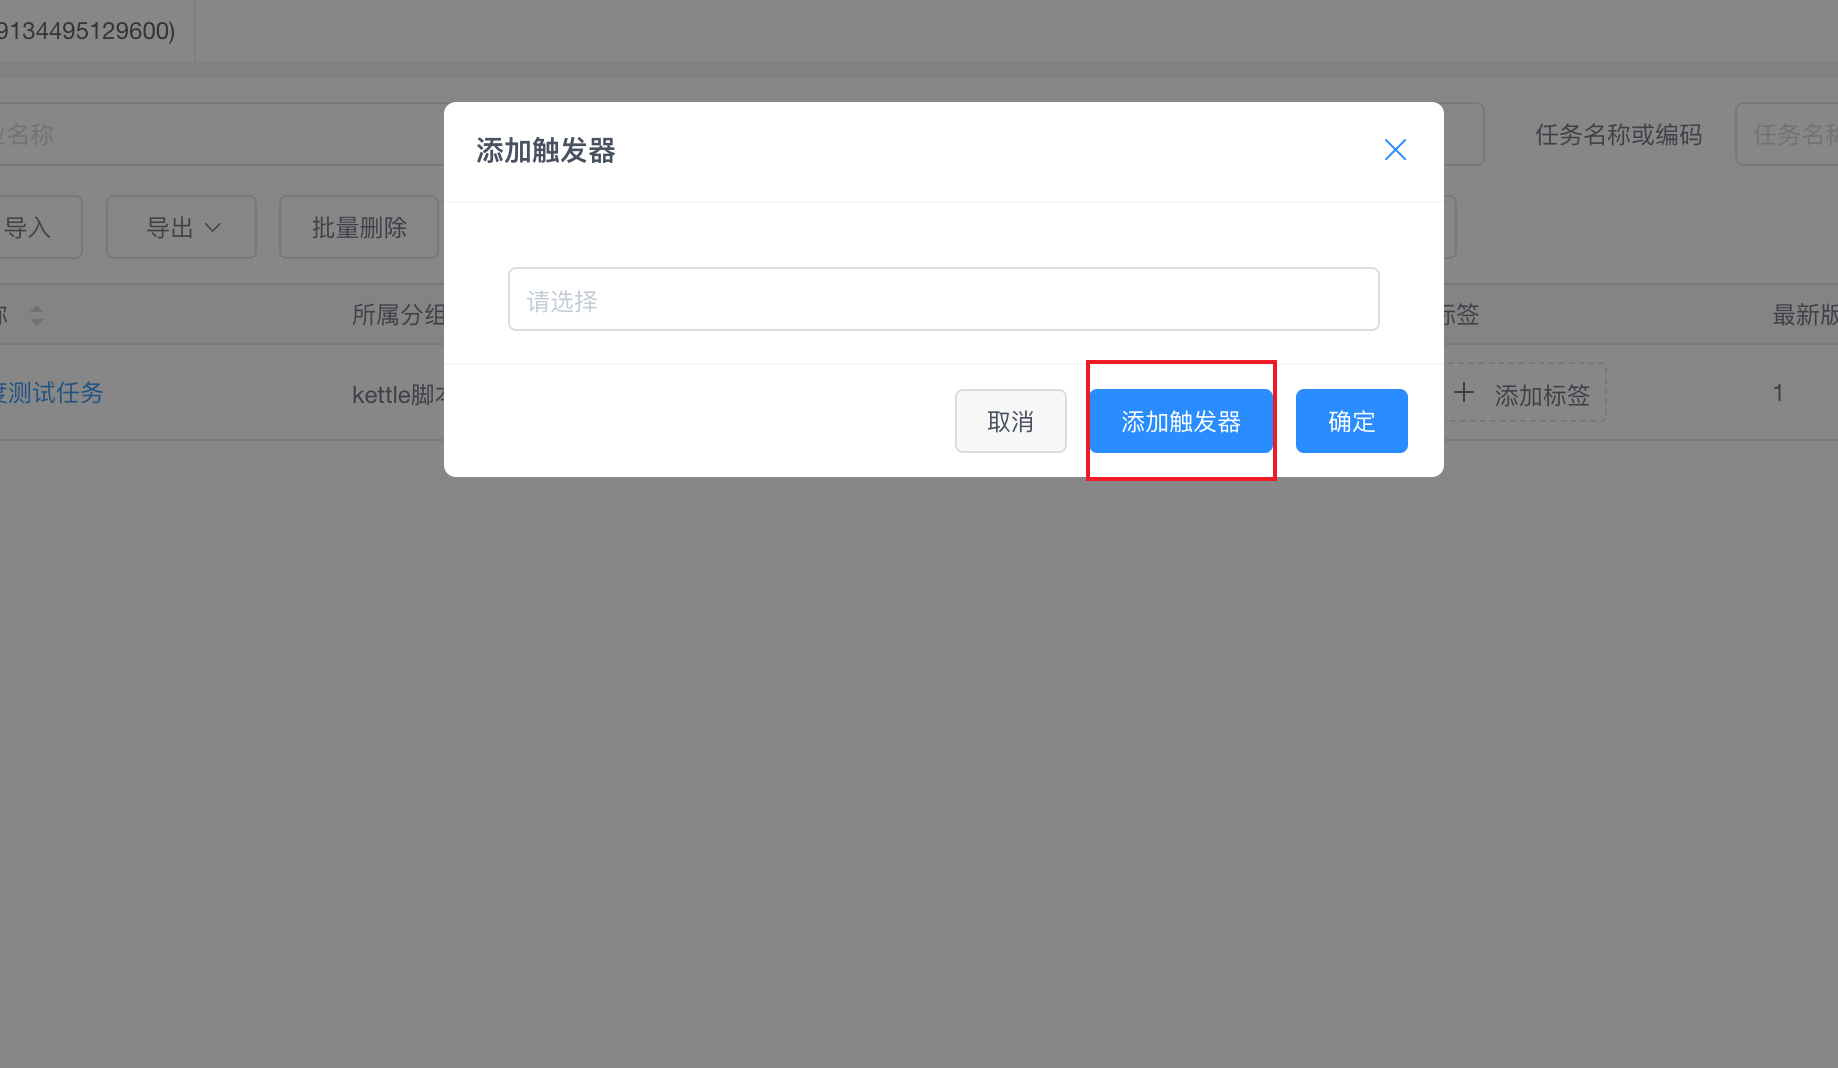 9134495129600)
名称
任务名称或编码
任务名
导入
导出
批量删除
添加触发器
请选择
取消
添加触发器
确定
所属分组
标签
最新版
测试任务
kettle脚本
添加标签
1